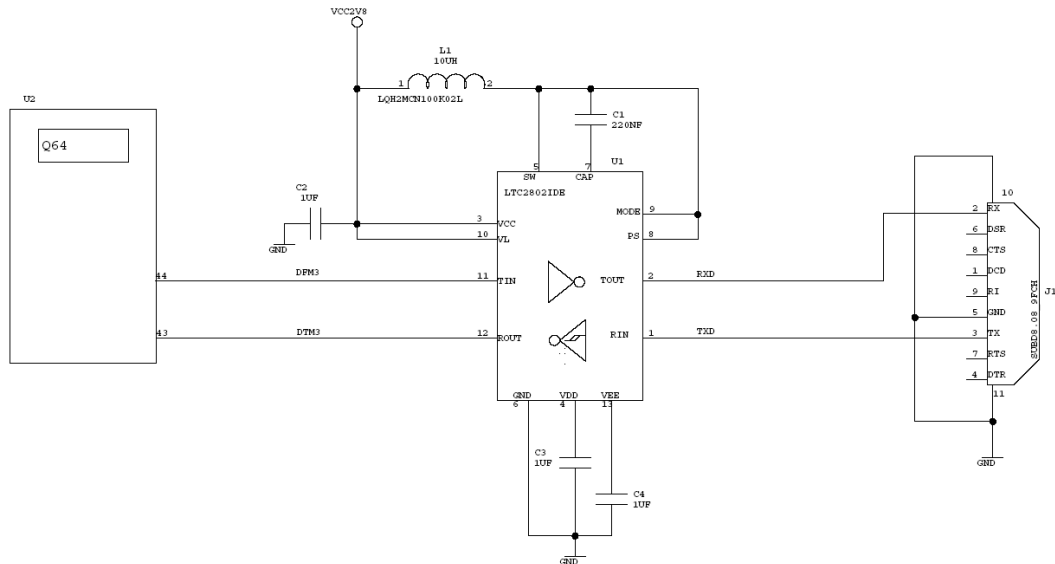 VCC2V8
L1
10UH
1 2
LQH2MCN100K02L
U2
Q64
C1
220NF
5 7 U1
SW CAP
LTC2802IDE
C2
1UF
GND
3 VCC
10 VL
MODE 9
PS 8
44 DFM3 11 TIN
TOUT 2 RXD
43 DTM3 12 ROUT
RIN 1 TXD
GND VDD VEE
6 4 13
C3
1UF
C4
1UF
GND
10
2 RX
6 DSR
8 CTS
1 DCD
9 RI
5 GND
3 TX
7 RTS
4 DTR
11
J1
SUBD8.08 9FCH
GND